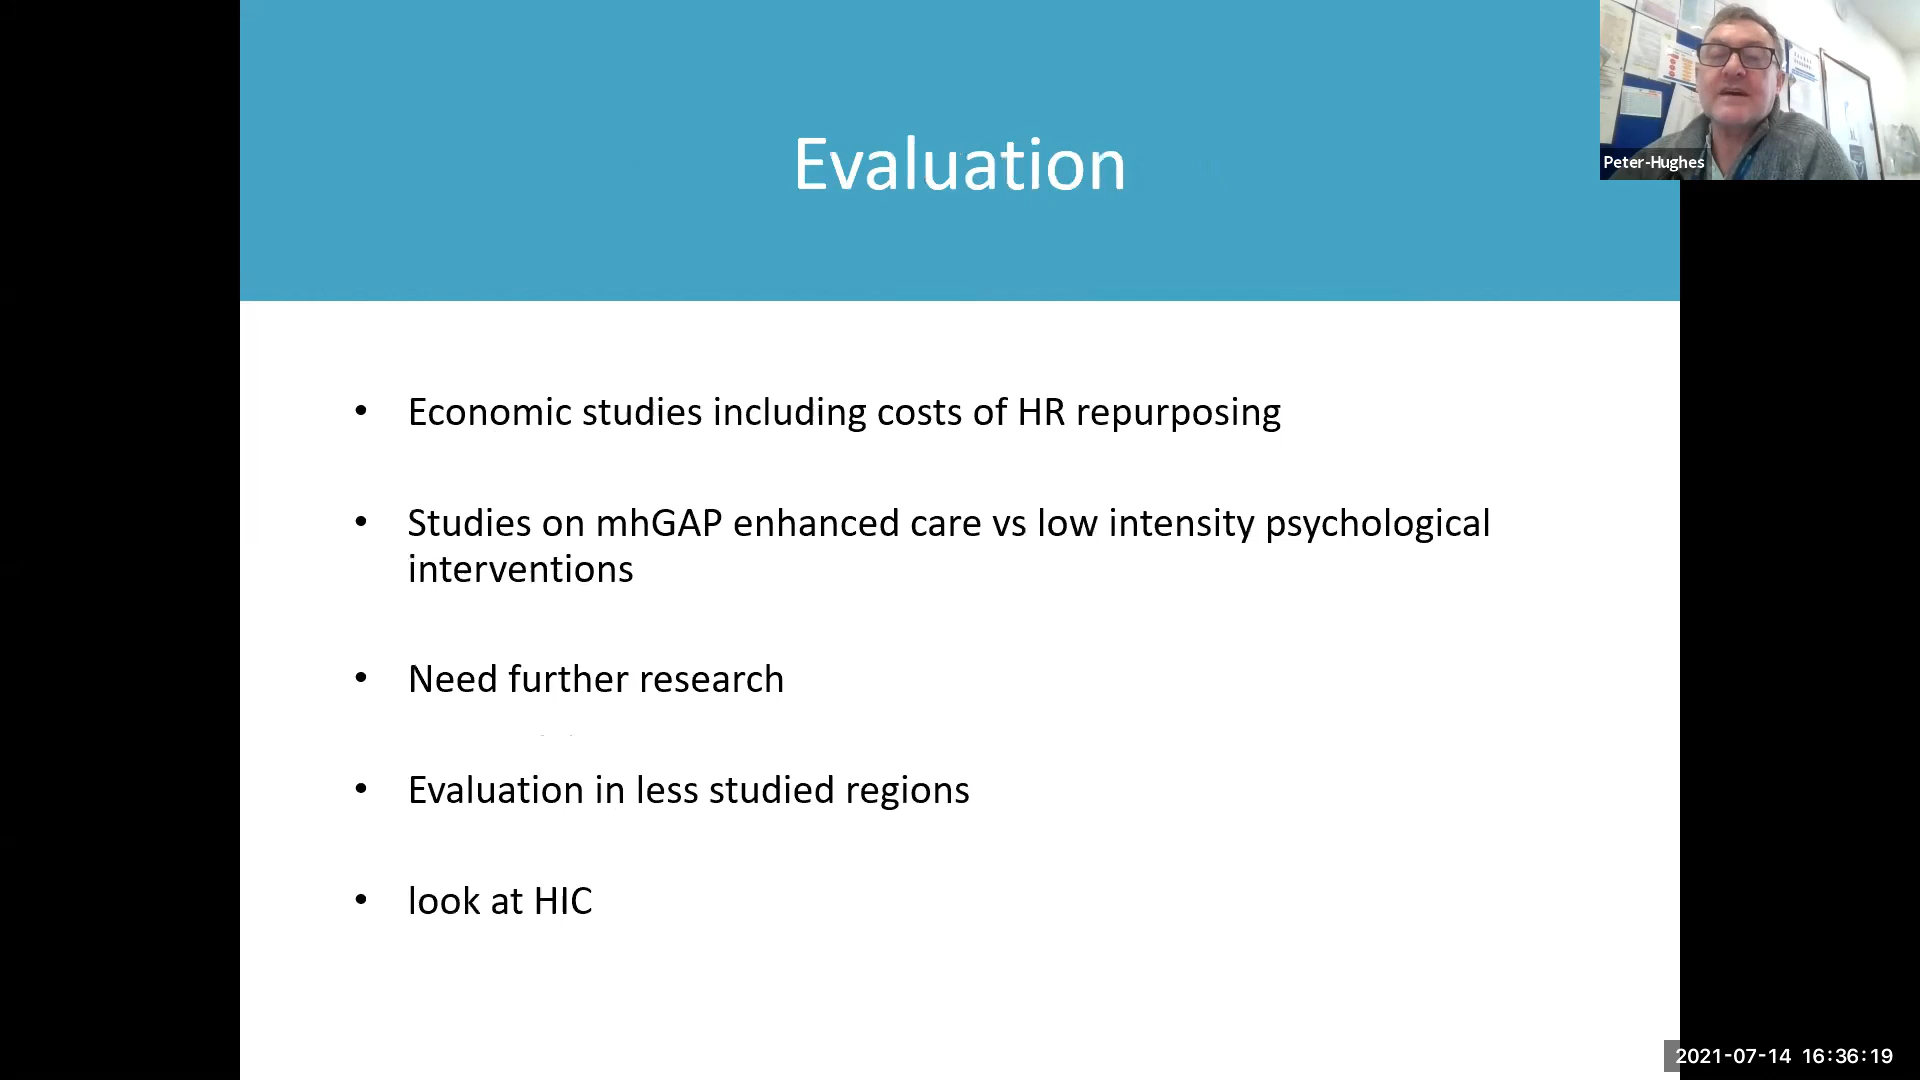 Evaluation
Peter-Hughes
• Economic studies including costs of HR repurposing
• Studies on mhGAP enhanced care vs low intensity psychological
interventions
• Need further research
• Evaluation in less studied regions
• look at HIC
2021-07-14 16:36:19